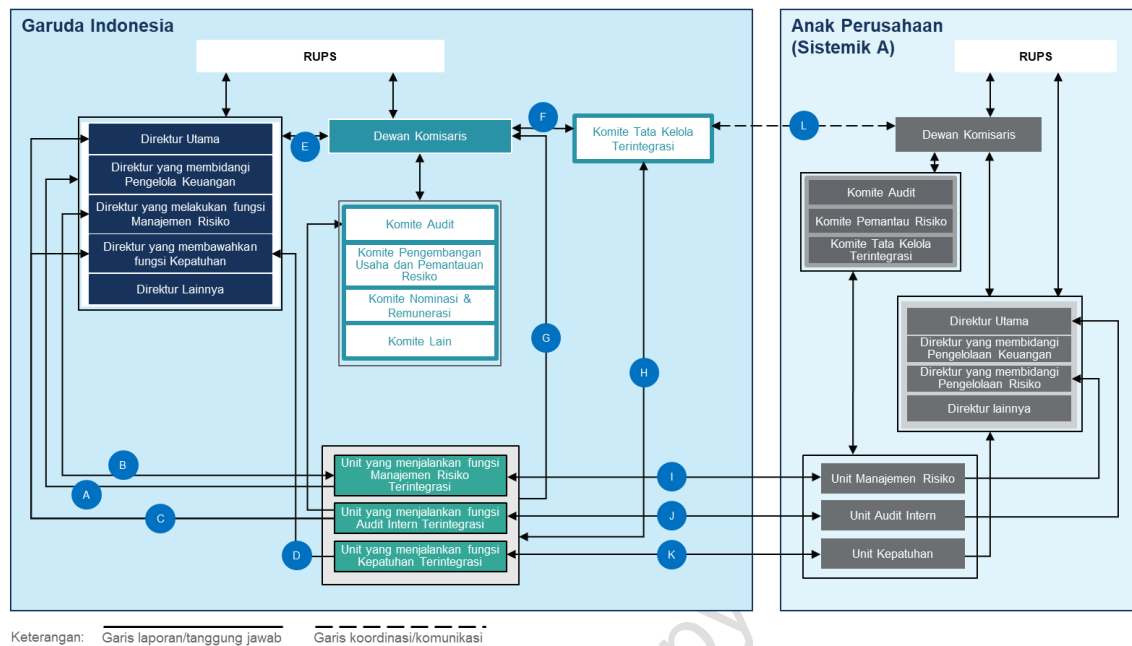 Garuda Indonesia
RUPS
Direktur Utama
Direktur yang membidangi
Pengelola Keuangan
Direktur yang melakukan fungsi
Manajemen Risiko
Direktur yang membawahkan
fungsi Kepatuhan
Direktur Lainnya
E
Dewan Komisaris
F
Komite Tata Kelola
Terintegrasi
Komite Audit
Komite Pengembangan
Usaha dan Pemantauan
Resiko
Komite Nominasi &
Remunerasi
Komite Lain
G
H
B
A
C
D
Unit yang menjalankan fungsi
Manajemen Risiko
Terintegrasi
Unit yang menjalankan fungsi
Audit Intern Terintegrasi
Unit yang menjalankan fungsi
Kepatuhan Terintegrasi
I
J
K
L
Anak Perusahaan
(Sistemik A)
RUPS
Dewan Komisaris
Komite Audit
Komite Pemantau Risiko
Komite Tata Kelola
Terintegrasi
Direktur Utama
Direktur yang membidangi
Pengelolaan Keuangan
Direktur yang membidangi
Pengelolaan Risiko
Direktur lainnya
Unit Manajemen Risiko
Unit Audit Intern
Unit Kepatuhan
Keterangan: Garis laporan/tanggung jawab Garis koordinasi/komunikasi